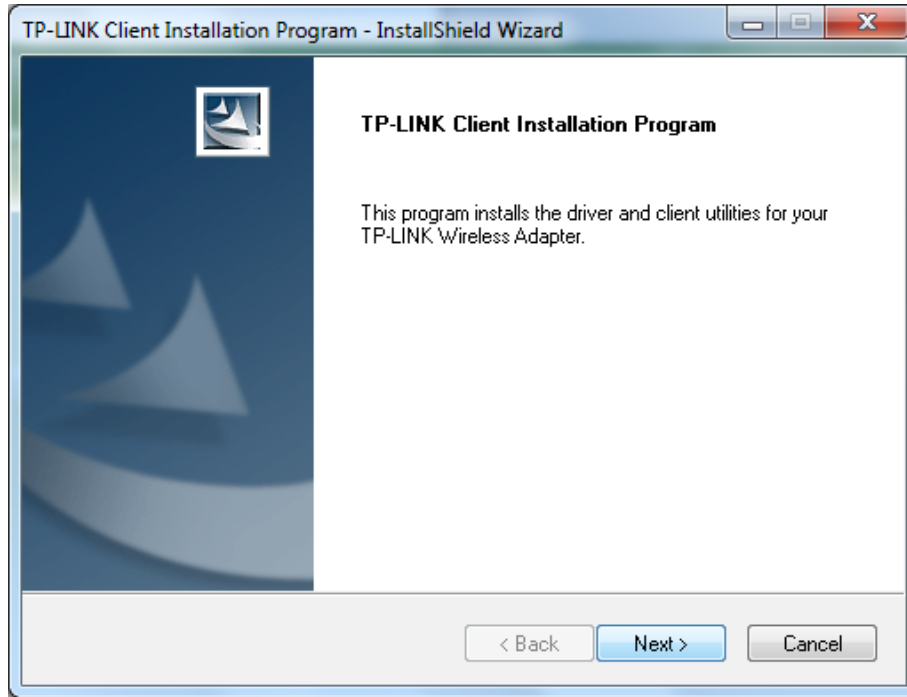 TP-LINK Client Installation Program - InstallShield Wizard
TP-LINK Client Installation Program
This program installs the driver and client utilities for your
TP-LINK Wireless Adapter.
< Back Next > Cancel